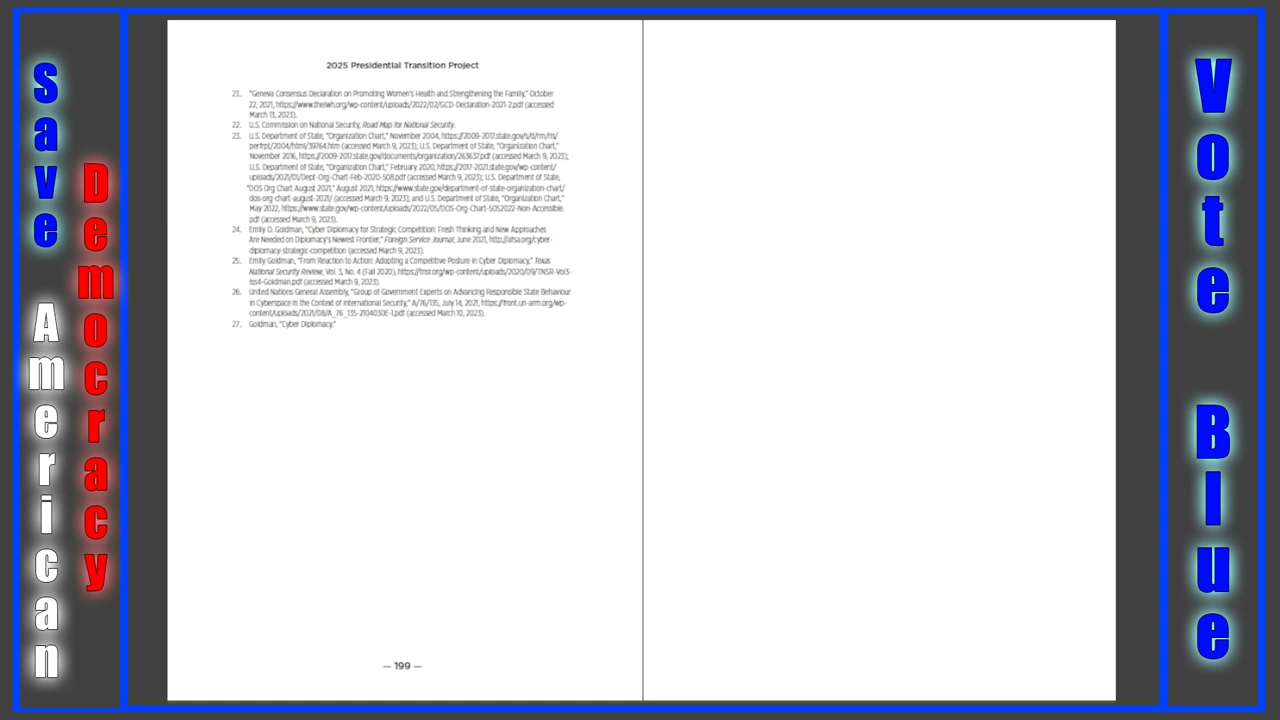 Save American
Democracy
2025 Presidential Transition Project
21. "Geneva Consensus Declaration on Promoting Women's Health and Strengthening the Family," October
22, 2021, https://www.theiwh.org/wp-content/uploads/2022/02/GCD-Declaration-2021-2.pdf (accessed
March 13, 2023).
22. U.S. Commission on National Security, Road Map for National Security.
23. U.S. Department of State, "Organization Chart," November 2004, https://2009-2017.state.gov/s/d/rm/rls/
perfrpt/2004/html/39764.htm (accessed March 9, 2023); U.S. Department of State, "Organization Chart,"
November 2016, https://2009-2017.state.gov/documents/organization/263637.pdf (accessed March 9, 2023);
U.S. Department of State, "Organization Chart," February 2020, https://2017-2021.state.gov/wp-content/
uploads/2021/01/Dept-Org-Chart-Feb-2020-508.pdf (accessed March 9, 2023); U.S. Department of State,
"DOS Org Chart August 2021," August 2021, https://www.state.gov/department-of-state-organization-chart/
dos-org-chart-august-2021/ (accessed March 9, 2023); and U.S. Department of State, "Organization Chart,"
May 2022, https://www.state.gov/wp-content/uploads/2022/05/DOS-Org-Chart-5052022-Non-Accessible.
pdf (accessed March 9, 2023).
24. Emily O. Goldman, "Cyber Diplomacy for Strategic Competition: Fresh Thinking and New Approaches
Are Needed on Diplomacy's Newest Frontier," Foreign Service Journal, June 2021, http://afsa.org/cyber-
diplomacy-strategic-competition (accessed March 9, 2023).
25. Emily Goldman, "From Reaction to Action: Adopting a Competitive Posture in Cyber Diplomacy," Texas
National Security Review, Vol. 3, No. 4 (Fall 2020), https://tnsr.org/wp-content/uploads/2020/09/TNSR-Vol3-
Iss4-Goldman.pdf (accessed March 9, 2023).
26. United Nations General Assembly, "Group of Government Experts on Advancing Responsible State Behaviour
in Cyberspace in the Context of International Security," A/76/135, July 14, 2021, https://front.un-arm.org/wp-
content/uploads/2021/08/A_76_135-2104030E-1.pdf (accessed March 10, 2023).
27. Goldman, "Cyber Diplomacy."
— 199 —
Vote Blue